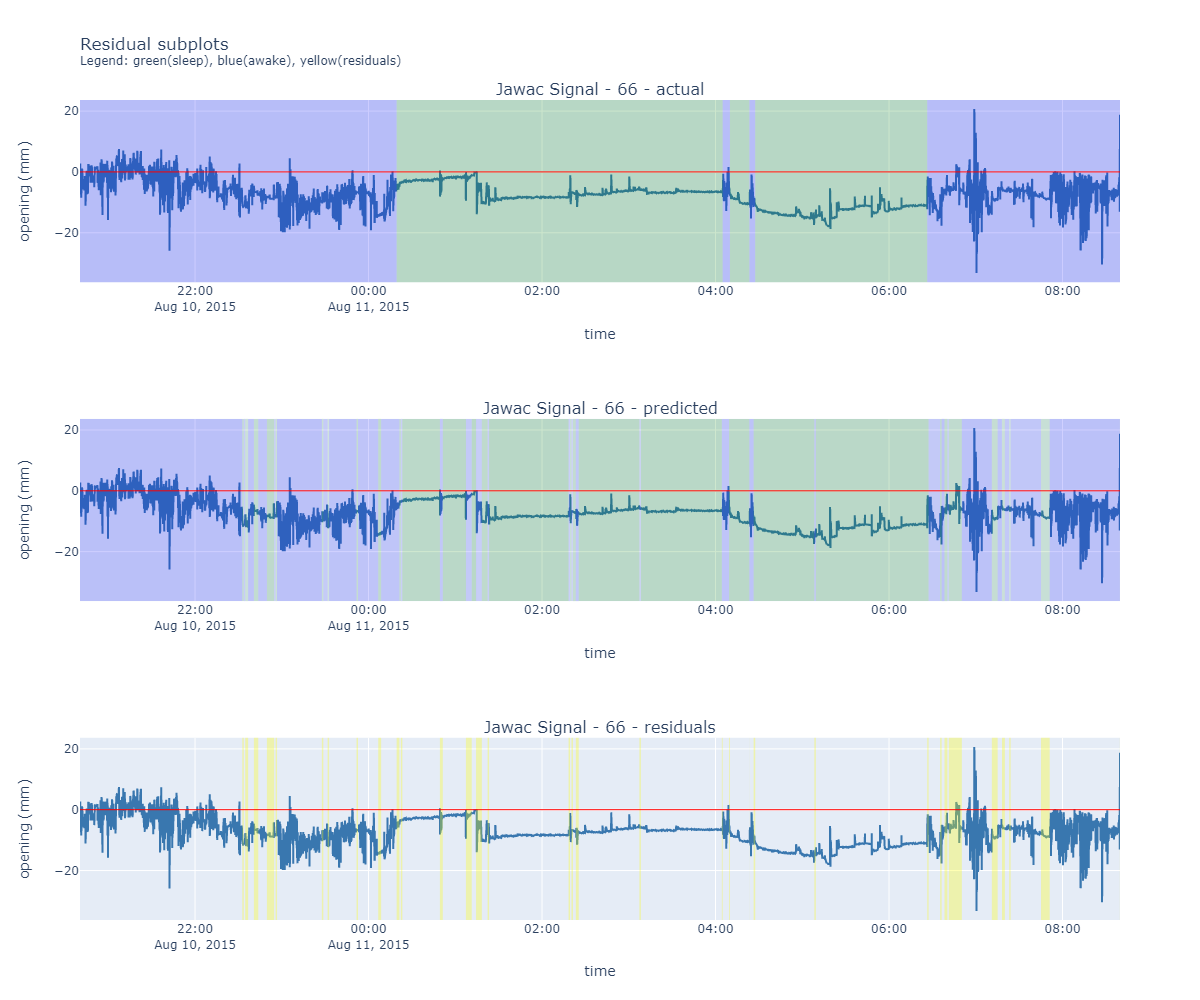 Residual subplots
Legend: green(sleep), blue(awake), yellow(residuals)
Jawac Signal - 66 - actual
20
0
−20
opening (mm)
22:00
00:00
02:00
04:00
06:00
08:00
Aug 10, 2015
Aug 11, 2015
time
Jawac Signal - 66 - predicted
20
0
−20
opening (mm)
22:00
00:00
02:00
04:00
06:00
08:00
Aug 10, 2015
Aug 11, 2015
time
Jawac Signal - 66 - residuals
20
0
−20
opening (mm)
22:00
00:00
02:00
04:00
06:00
08:00
Aug 10, 2015
Aug 11, 2015
time